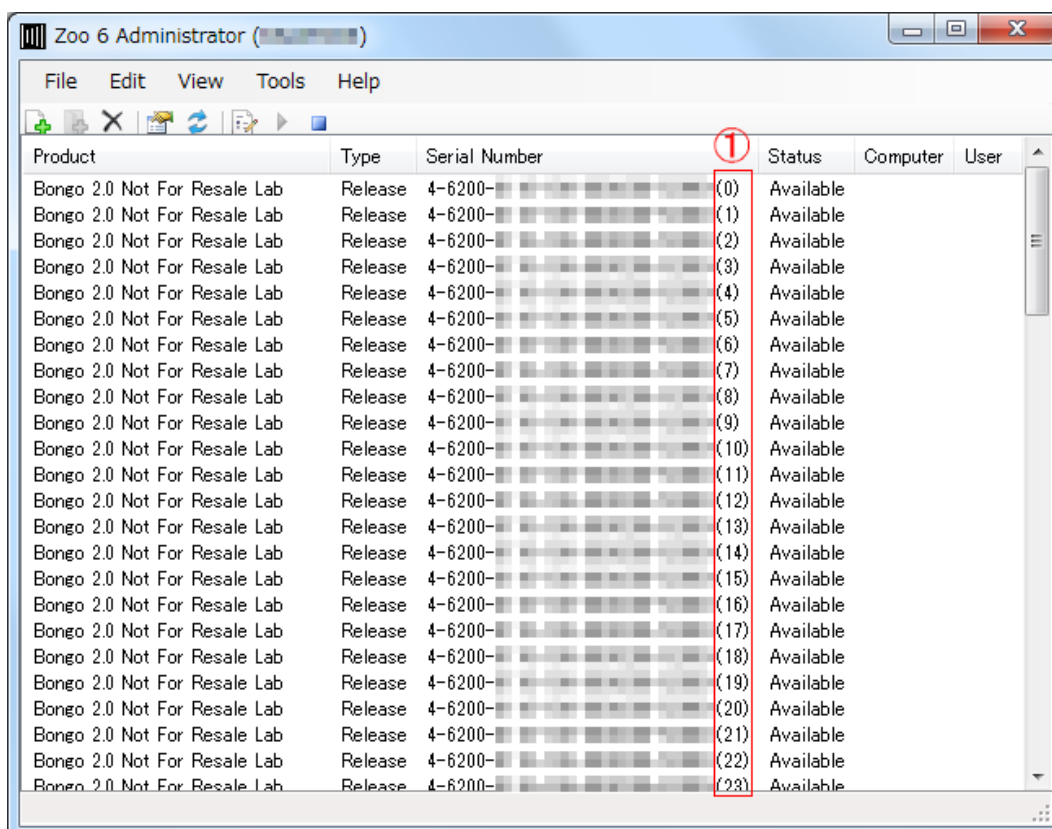 Zoo 6 Administrator ( )
File Edit View Tools Help
①
Product Type Serial Number Status Computer User
Bongo 2.0 Not For Resale Lab Release 4-6200- (0) Available
Bongo 2.0 Not For Resale Lab Release 4-6200- (1) Available
Bongo 2.0 Not For Resale Lab Release 4-6200- (2) Available
Bongo 2.0 Not For Resale Lab Release 4-6200- (3) Available
Bongo 2.0 Not For Resale Lab Release 4-6200- (4) Available
Bongo 2.0 Not For Resale Lab Release 4-6200- (5) Available
Bongo 2.0 Not For Resale Lab Release 4-6200- (6) Available
Bongo 2.0 Not For Resale Lab Release 4-6200- (7) Available
Bongo 2.0 Not For Resale Lab Release 4-6200- (8) Available
Bongo 2.0 Not For Resale Lab Release 4-6200- (9) Available
Bongo 2.0 Not For Resale Lab Release 4-6200- (10) Available
Bongo 2.0 Not For Resale Lab Release 4-6200- (11) Available
Bongo 2.0 Not For Resale Lab Release 4-6200- (12) Available
Bongo 2.0 Not For Resale Lab Release 4-6200- (13) Available
Bongo 2.0 Not For Resale Lab Release 4-6200- (14) Available
Bongo 2.0 Not For Resale Lab Release 4-6200- (15) Available
Bongo 2.0 Not For Resale Lab Release 4-6200- (16) Available
Bongo 2.0 Not For Resale Lab Release 4-6200- (17) Available
Bongo 2.0 Not For Resale Lab Release 4-6200- (18) Available
Bongo 2.0 Not For Resale Lab Release 4-6200- (19) Available
Bongo 2.0 Not For Resale Lab Release 4-6200- (20) Available
Bongo 2.0 Not For Resale Lab Release 4-6200- (21) Available
Bongo 2.0 Not For Resale Lab Release 4-6200- (22) Available
Bongo 2.0 Not For Resale Lab Release 4-6200- (23) Available